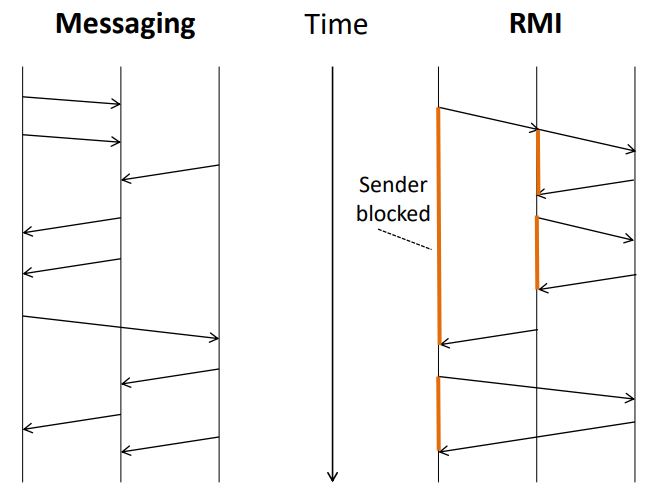 Messaging
Time
RMI
Sender
blocked